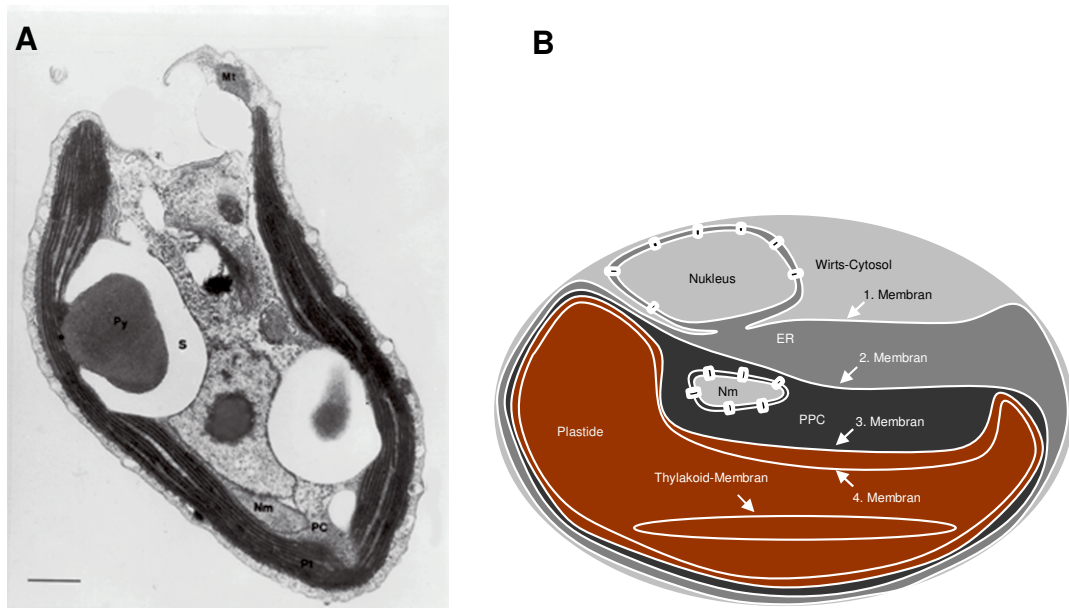 A
Mt
Py
S
Nm
PC
Pt
B
Nukleus
Wirts-Cytosol
1. Membran
ER
2. Membran
Nm
PPC
3. Membran
Plastide
Thylakoid-Membran
4. Membran